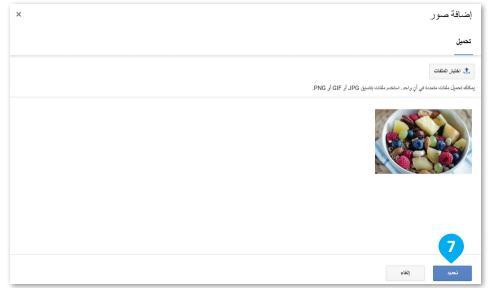 إضافة صور
×
تحميل
اختيار الملفات
يمكنك تحميل ملفات متعددة في آن واحد. استخدم ملفات بتنسيق JPG أو GIF أو PNG.
7
تحديد
إلغاء